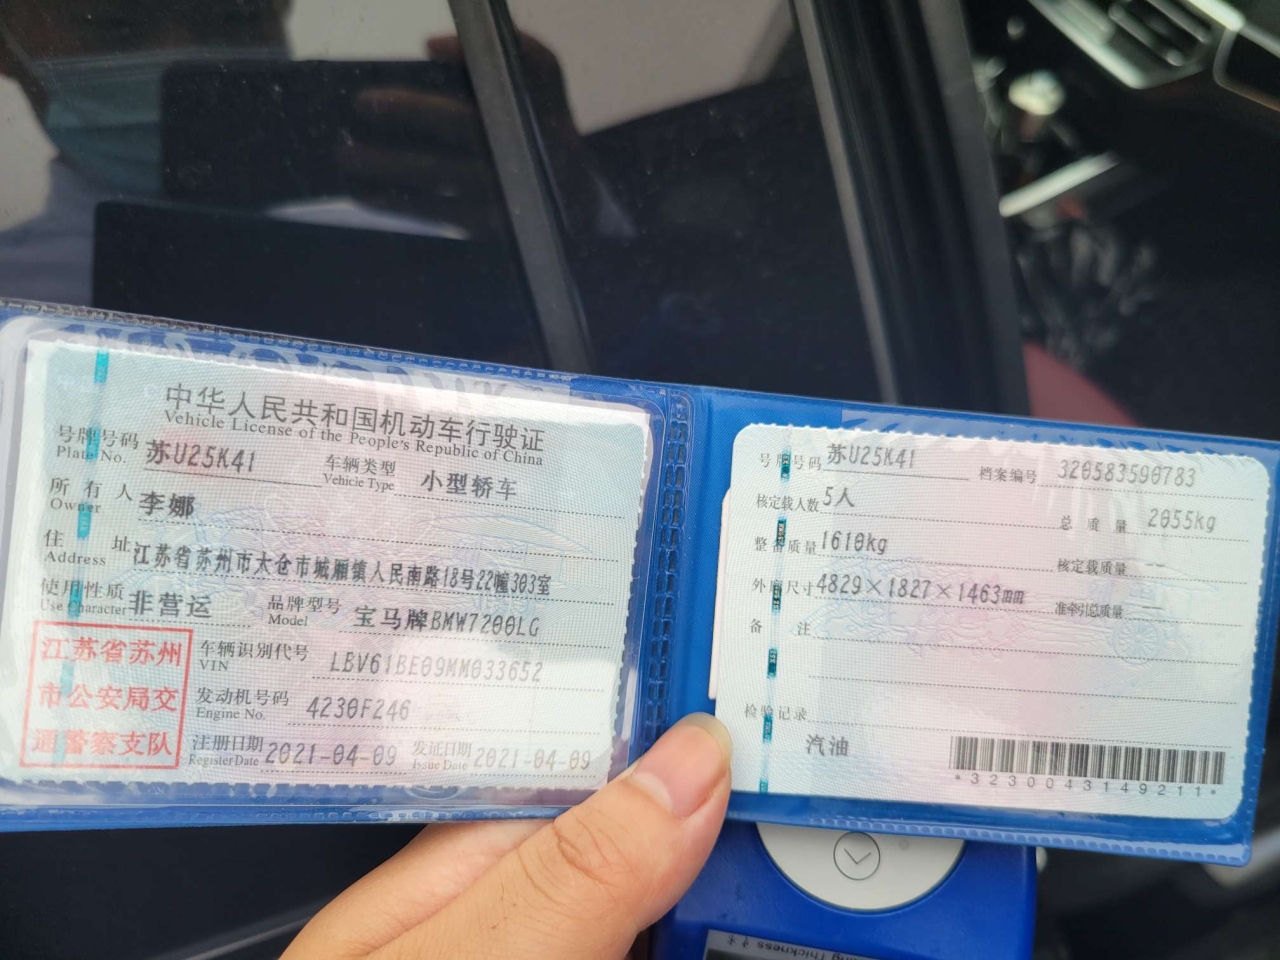 中华人民共和国机动车行驶证
Vehicle License of the People's Republic of China
号牌号码 苏U25K41 车辆类型 小型轿车
Plate No. Vehicle Type
所有人 李娜
Owner
住址 江苏省苏州市太仓市城厢镇人民南路18号22幢303室
Address
使用性质 非营运 品牌型号 宝马牌BMW7200LG
Use Character Model
江苏省苏州
市公安局交
通警察支队
车辆识别代号 LBV61BE09MM033652
VIN
发动机号码 4230F246
Engine No.
注册日期 2021-04-09 发证日期 2021-04-09
Register Date Issue Date
号牌号码 苏U25K41 档案编号 320583590783
核定载人数 5人 总质量 2055kg
整备质量 1610kg 核定载质量 --
外廓尺寸 4829×1827×1463mm 准牵引总质量 --
备注
检验记录
汽油
*3230043149211*